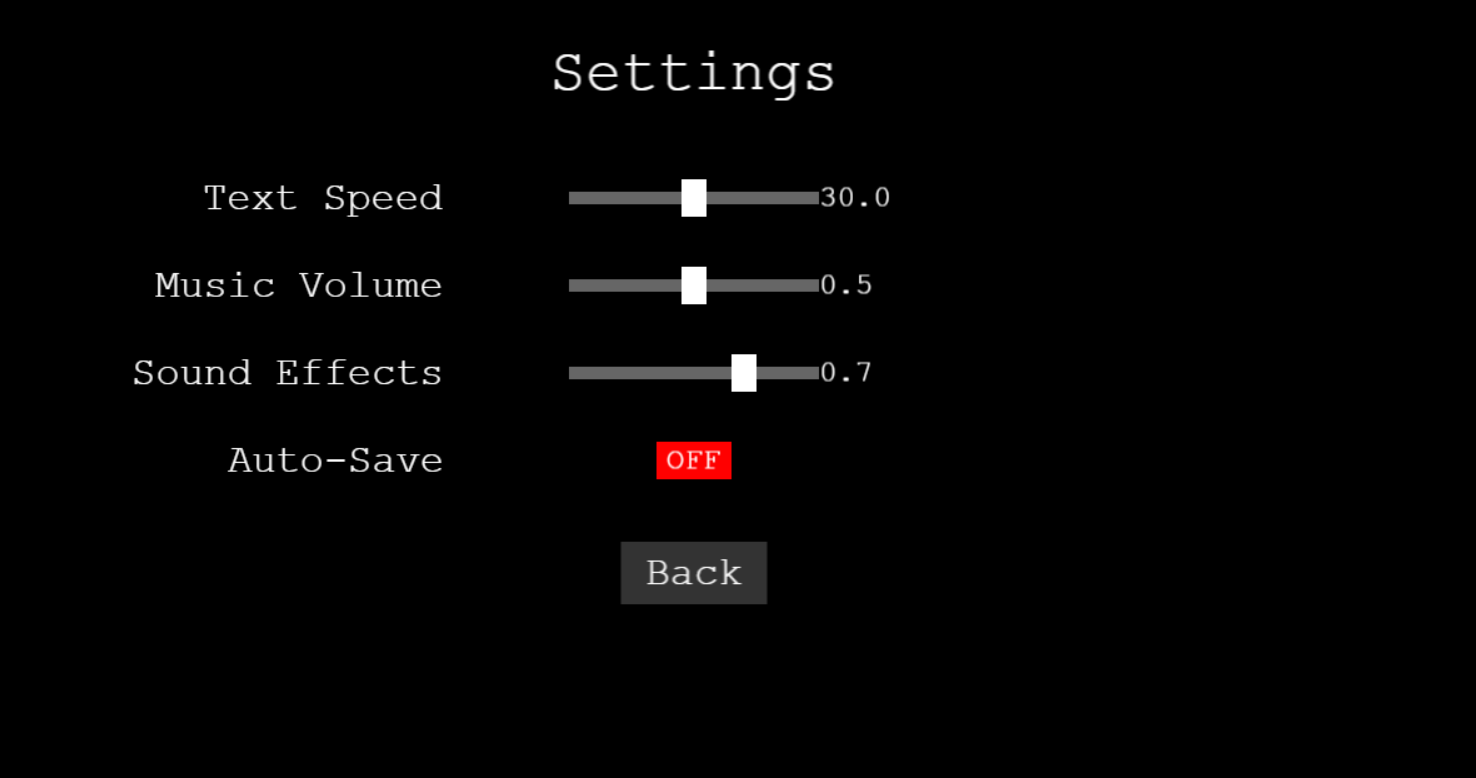 Settings
Text Speed 30.0
Music Volume 0.5
Sound Effects 0.7
Auto-Save OFF
Back